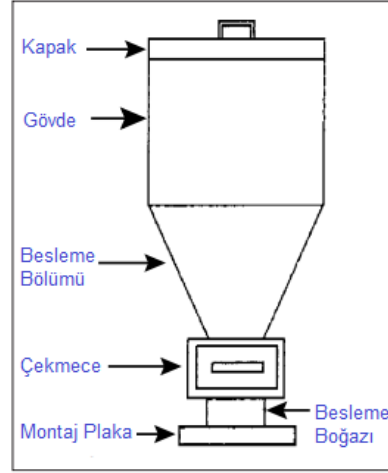 Kapak
Gövde
Besleme
Bölümü
Çekmece
Besleme
Boğazı
Montaj Plaka